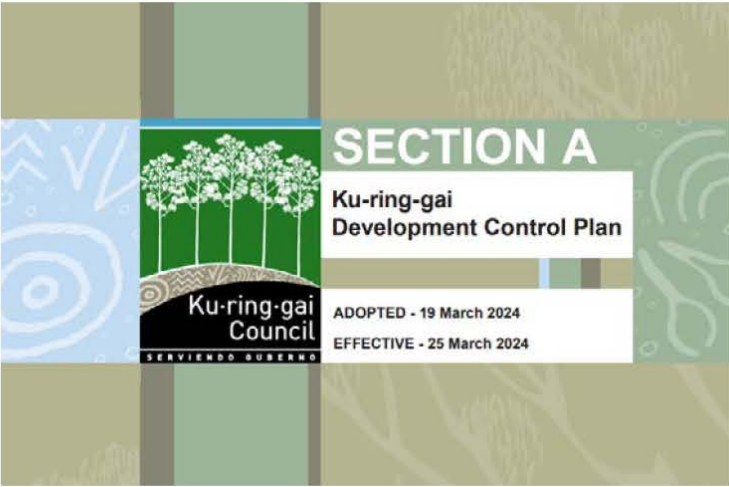 SECTION A
Ku-ring-gai
Development Control Plan
Ku-ring-gai
Council
SERVIENDO GUBERNO
ADOPTED - 19 March 2024
EFFECTIVE - 25 March 2024